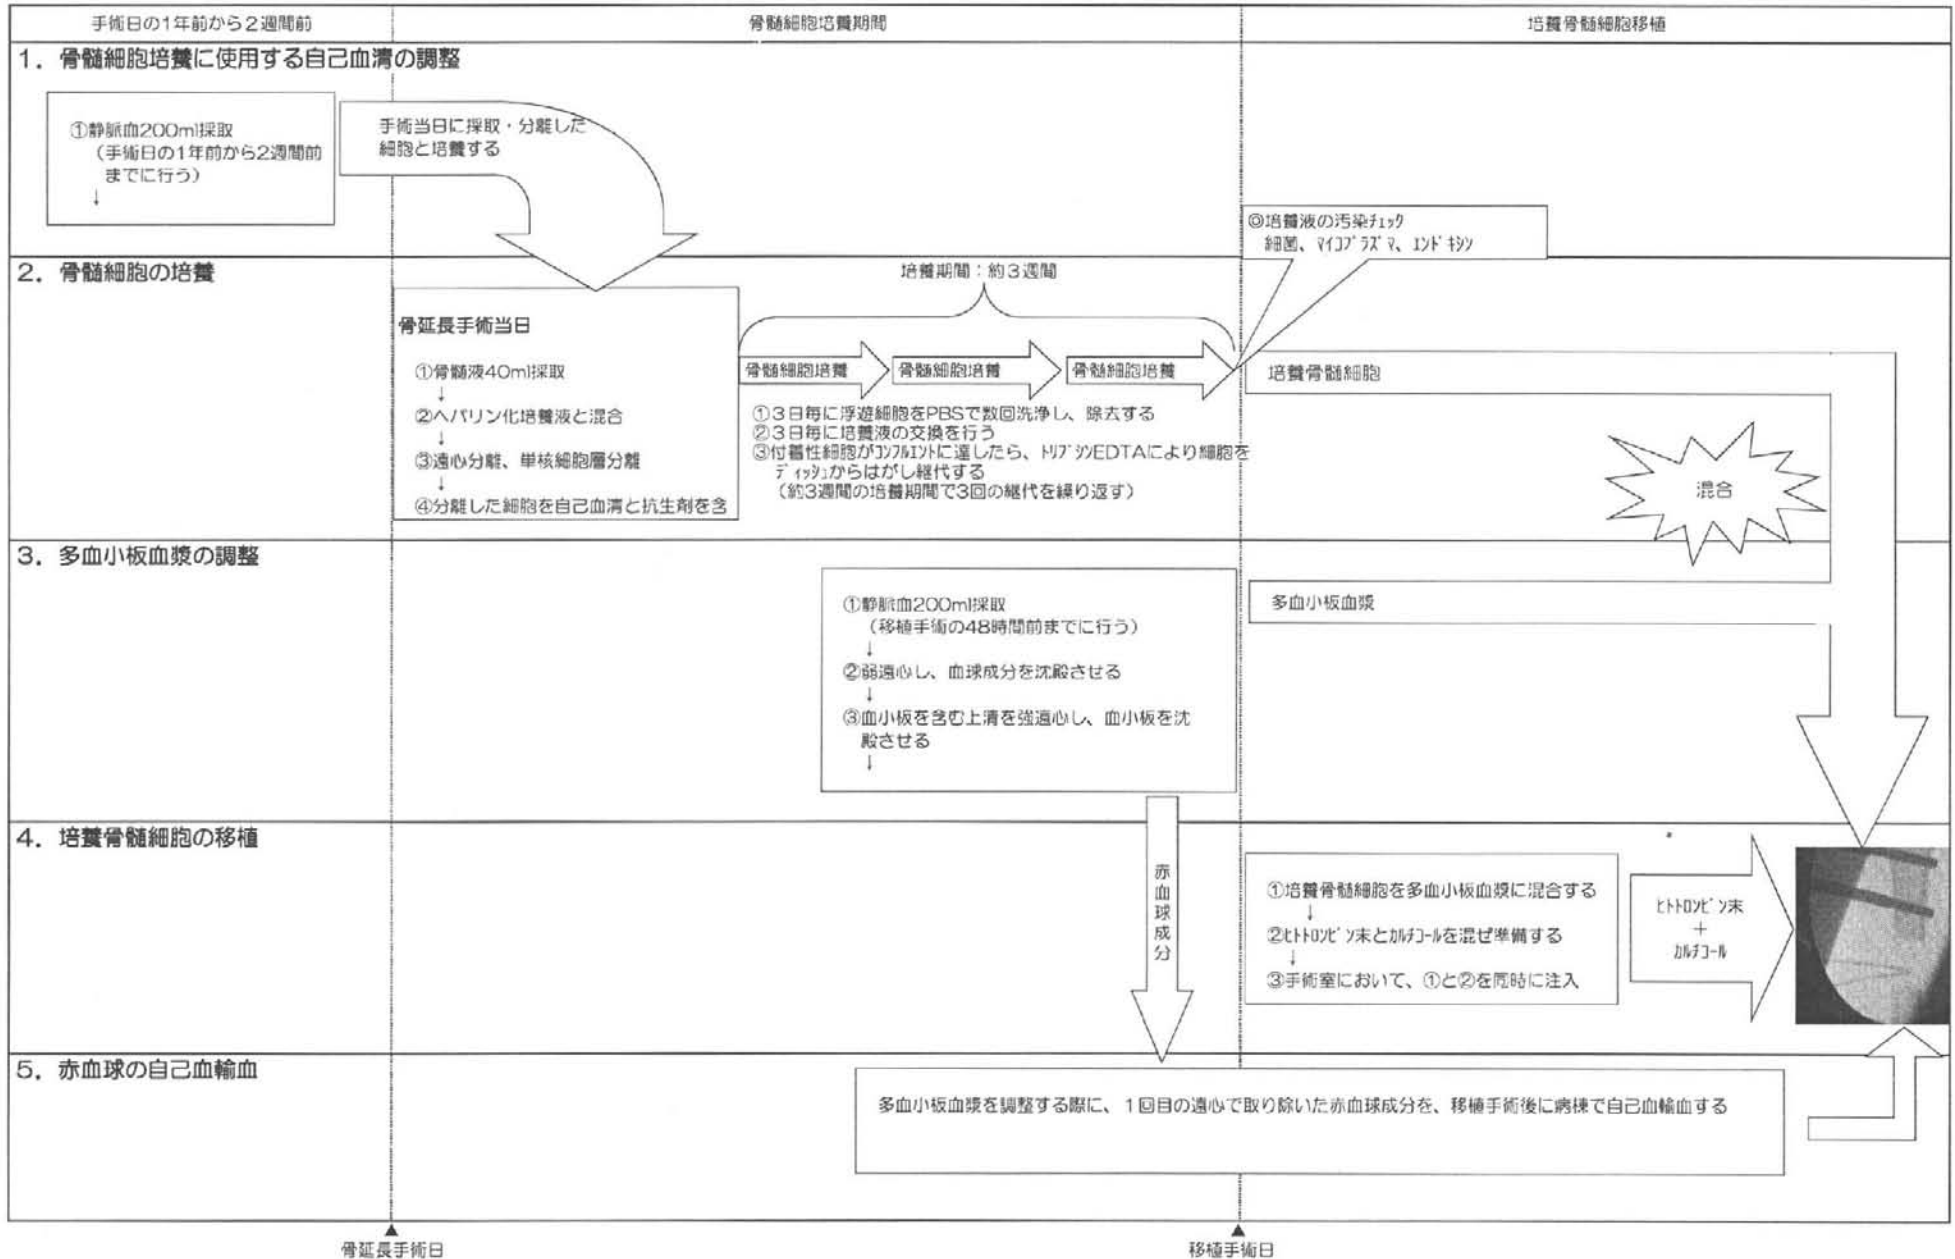 手術日の1年前から2週間前
骨髄細胞培養期間
培養骨髄細胞移植
1．骨髄細胞培養に使用する自己血清の調整
①静脈血200ml採取
（手術日の1年前から2週間前
までに行う）
↓
手術当日に採取・分離した
細胞と培養する
◎培養液の汚染ﾁｪｯｸ
細菌、ﾏｲｺﾌﾟﾗｽﾞﾏ、ｴﾝﾄﾞｷｼﾝ
2．骨髄細胞の培養
培養期間：約3週間
骨延長手術当日
①骨髄液40ml採取
↓
②ヘパリン化培養液と混合
↓
③遠心分離、単核細胞層分離
↓
④分離した細胞を自己血清と抗生剤を含
骨髄細胞培養
骨髄細胞培養
骨髄細胞培養
①3日毎に浮遊細胞をPBSで数回洗浄し、除去する
②3日毎に培養液の交換を行う
③付着性細胞がｺﾝﾌﾙｴﾝﾄに達したら、ﾄﾘﾌﾟｼﾝEDTAにより細胞を
ﾃﾞｨｯｼｭからはがし継代する
（約3週間の培養期間で3回の継代を繰り返す）
培養骨髄細胞
混合
3．多血小板血漿の調整
①静脈血200ml採取
（移植手術の48時間前までに行う）
↓
②弱遠心し、血球成分を沈殿させる
↓
③血小板を含む上清を強遠心し、血小板を沈
殿させる
↓
多血小板血漿
4．培養骨髄細胞の移植
赤血球成分
①培養骨髄細胞を多血小板血漿に混合する
↓
②ﾋﾄﾄﾛﾝﾋﾞﾝ末とｶﾙﾁｺｰﾙを混ぜ準備する
↓
③手術室において、①と②を同時に注入
ﾋﾄﾄﾛﾝﾋﾞﾝ末
＋
ｶﾙﾁｺｰﾙ
5．赤血球の自己血輸血
多血小板血漿を調整する際に、1回目の遠心で取り除いた赤血球成分を、移植手術後に病棟で自己血輸血する
▲
骨延長手術日
▲
移植手術日